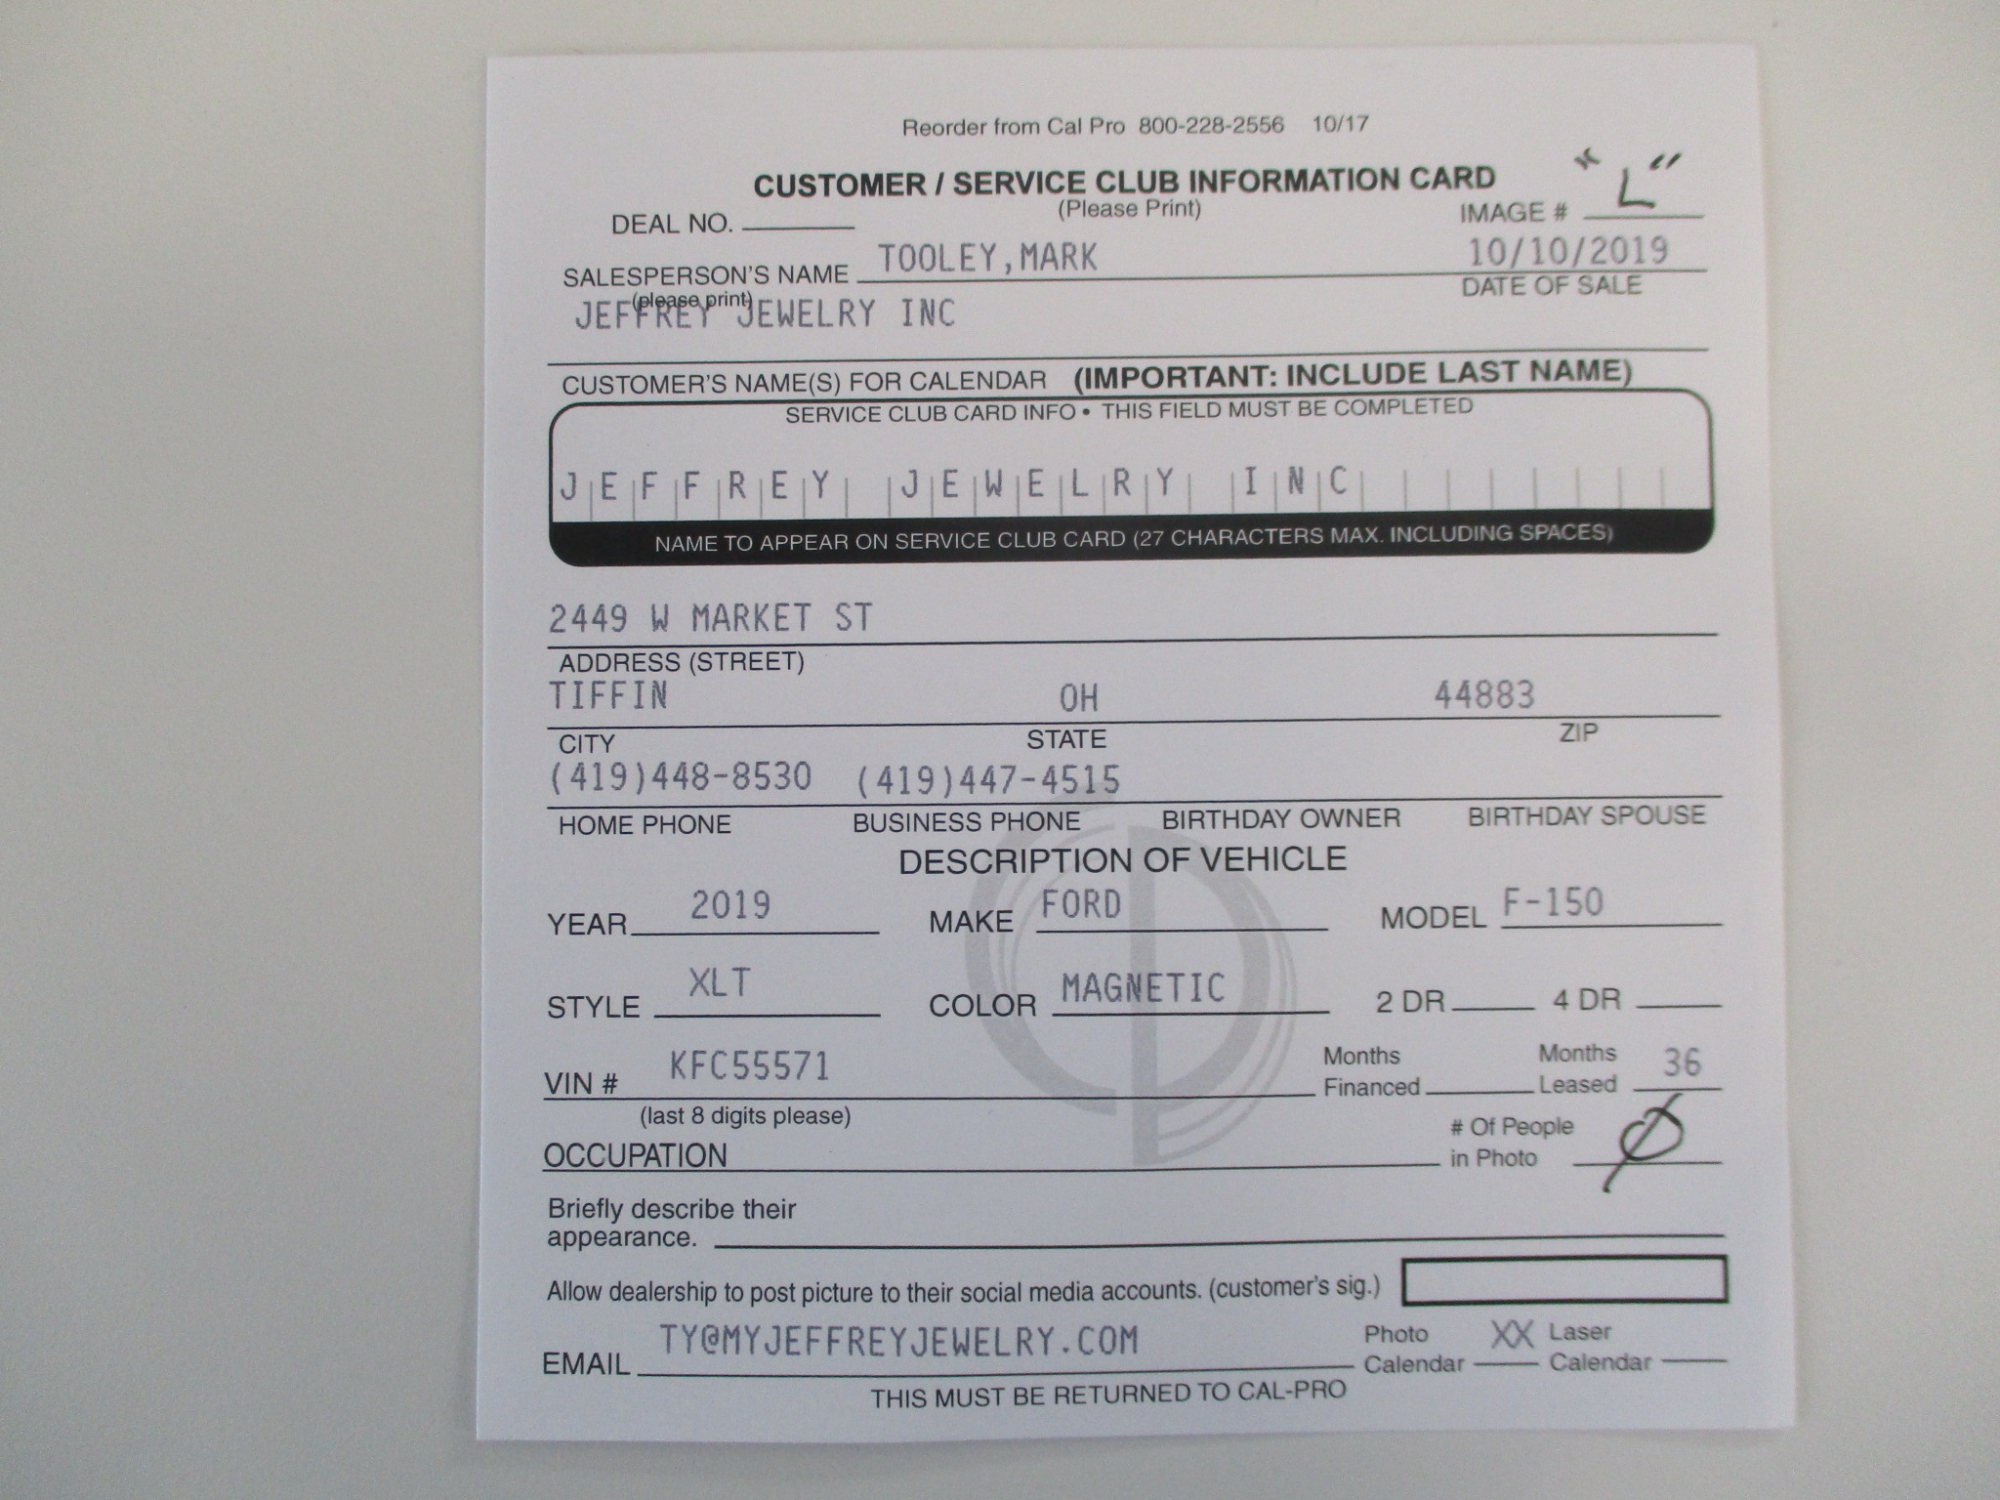 Reorder from Cal Pro 800-228-2556 10/17
CUSTOMER / SERVICE CLUB INFORMATION CARD
(Please Print)
DEAL NO.
IMAGE # "L"
SALESPERSON'S NAME TOOLEY,MARK 10/10/2019
(please print) DATE OF SALE
JEFFREY JEWELRY INC
CUSTOMER'S NAME(S) FOR CALENDAR (IMPORTANT: INCLUDE LAST NAME)
SERVICE CLUB CARD INFO • THIS FIELD MUST BE COMPLETED
JEFFREY JEWELRY INC
NAME TO APPEAR ON SERVICE CLUB CARD (27 CHARACTERS MAX. INCLUDING SPACES)
2449 W MARKET ST
ADDRESS (STREET)
TIFFIN OH 44883
CITY STATE ZIP
(419)448-8530 (419)447-4515
HOME PHONE BUSINESS PHONE BIRTHDAY OWNER BIRTHDAY SPOUSE
DESCRIPTION OF VEHICLE
YEAR 2019 MAKE FORD MODEL F-150
STYLE XLT COLOR MAGNETIC 2 DR 4 DR
VIN # KFC55571 Months Financed Months Leased 36
(last 8 digits please)
OCCUPATION # Of People in Photo Ø
Briefly describe their
appearance.
Allow dealership to post picture to their social media accounts. (customer's sig.)
EMAIL TY@MYJEFFREYJEWELRY.COM Photo Calendar XX Laser Calendar
THIS MUST BE RETURNED TO CAL-PRO